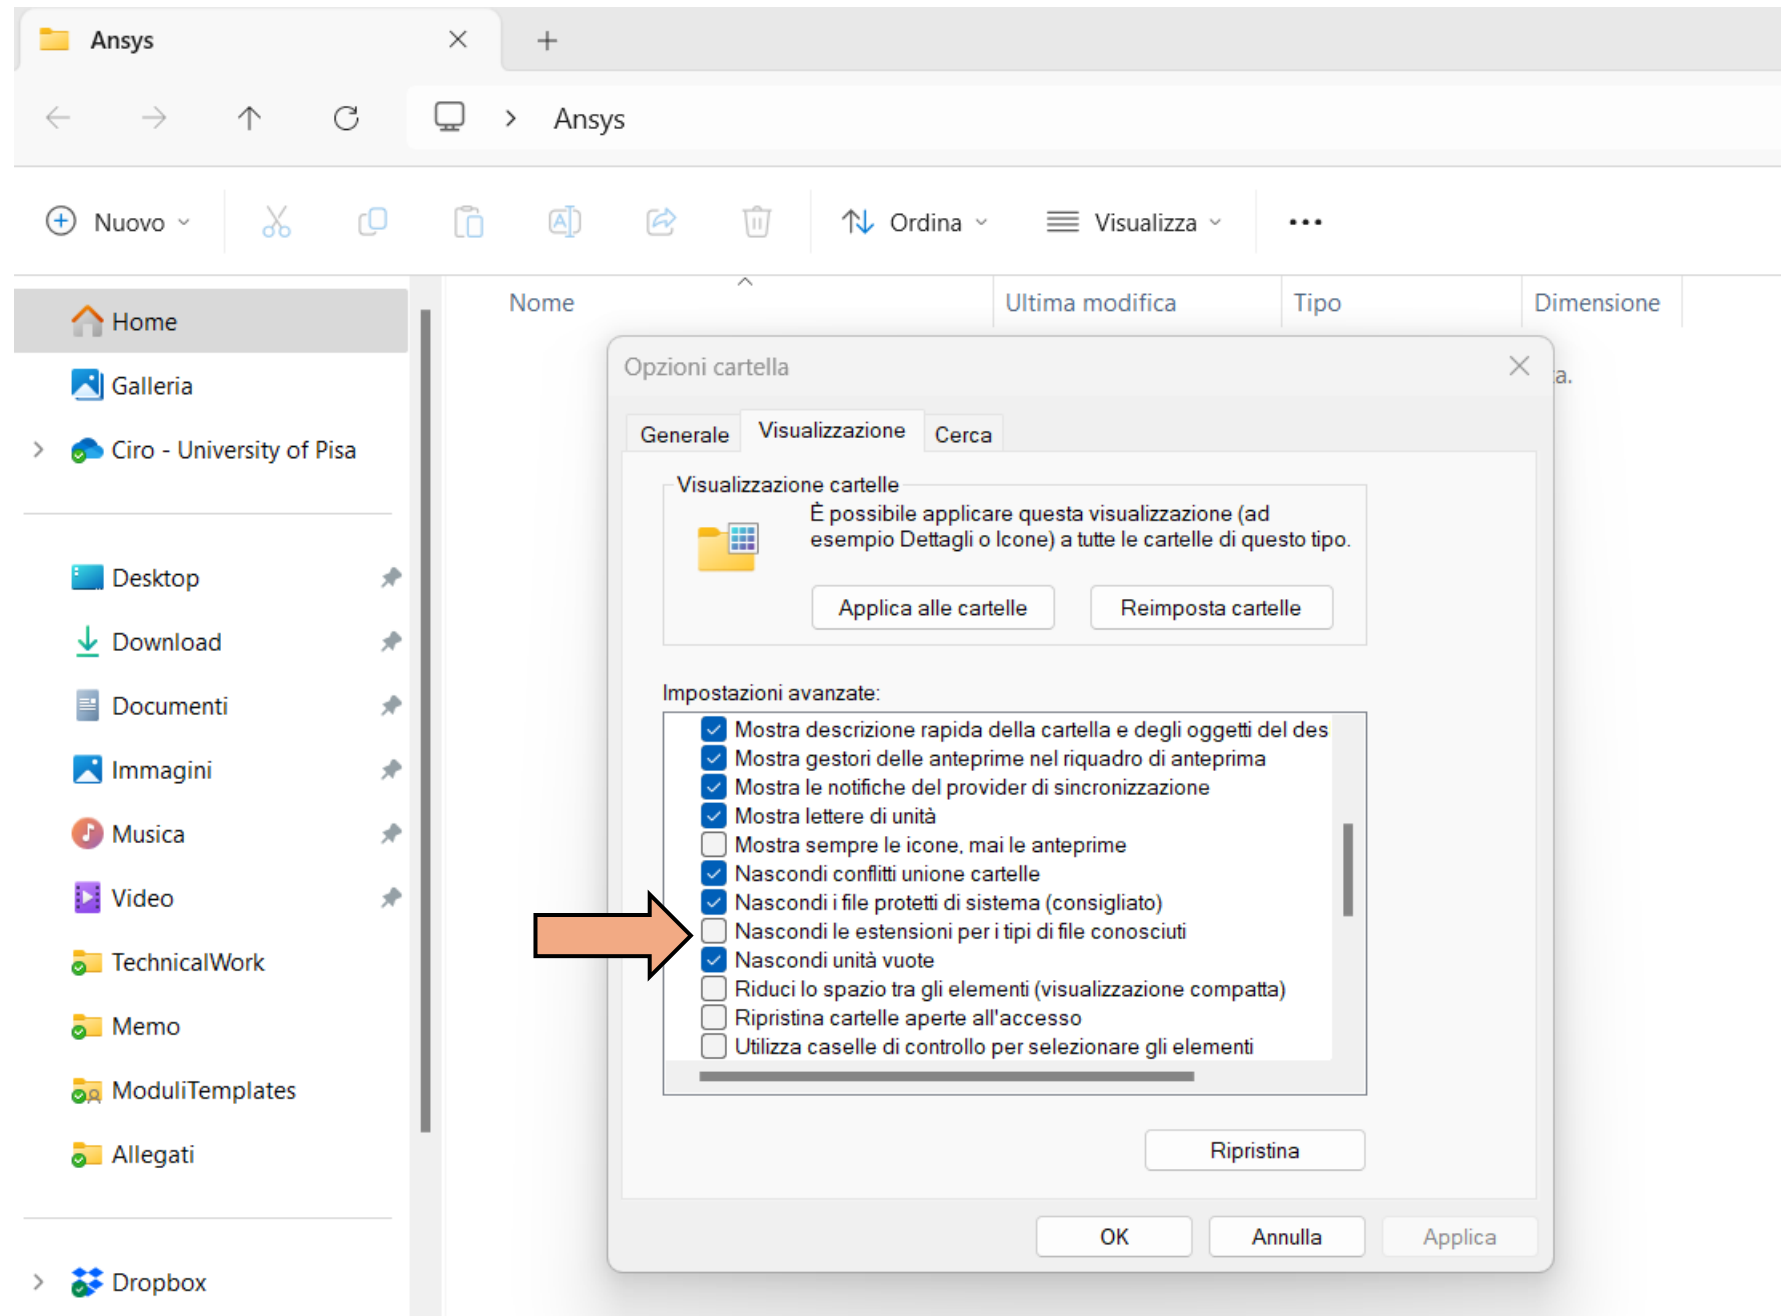 Ansys
Ansys
Nuovo
Ordina
Visualizza
Home
Galleria
Ciro - University of Pisa
Desktop
Download
Documenti
Immagini
Musica
Video
TechnicalWork
Memo
ModuliTemplates
Allegati
Dropbox
Nome
Ultima modifica
Tipo
Dimensione
Opzioni cartella
Generale
Visualizzazione
Cerca
Visualizzazione cartelle
È possibile applicare questa visualizzazione (ad
esempio Dettagli o Icone) a tutte le cartelle di questo tipo.
Applica alle cartelle
Reimposta cartelle
Impostazioni avanzate:
Mostra descrizione rapida della cartella e degli oggetti del des
Mostra gestori delle anteprime nel riquadro di anteprima
Mostra le notifiche del provider di sincronizzazione
Mostra lettere di unità
Mostra sempre le icone, mai le anteprime
Nascondi conflitti unione cartelle
Nascondi i file protetti di sistema (consigliato)
Nascondi le estensioni per i tipi di file conosciuti
Nascondi unità vuote
Riduci lo spazio tra gli elementi (visualizzazione compatta)
Ripristina cartelle aperte all'accesso
Utilizza caselle di controllo per selezionare gli elementi
Ripristina
OK
Annulla
Applica